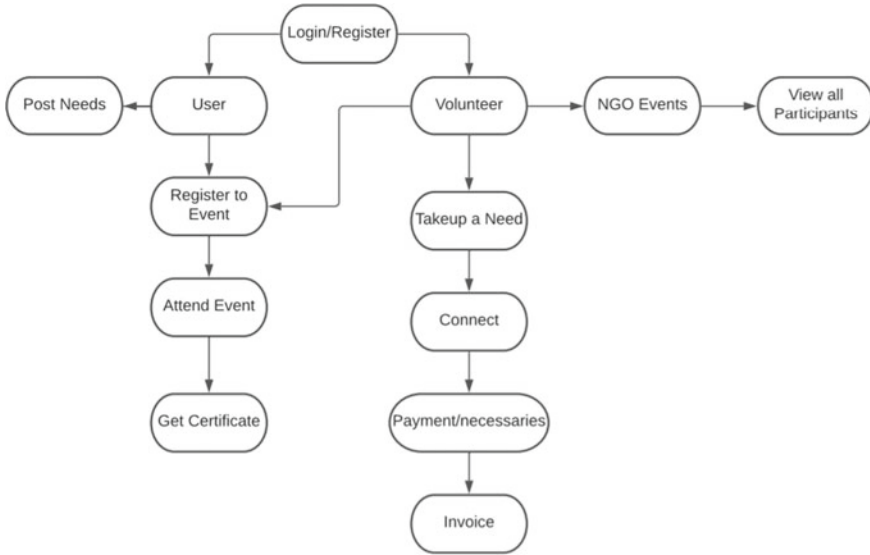 Login/Register
Post Needs
User
Volunteer
NGO Events
View all
Participants
Register to
Event
Takeup a Need
Attend Event
Connect
Get Certificate
Payment/necessaries
Invoice